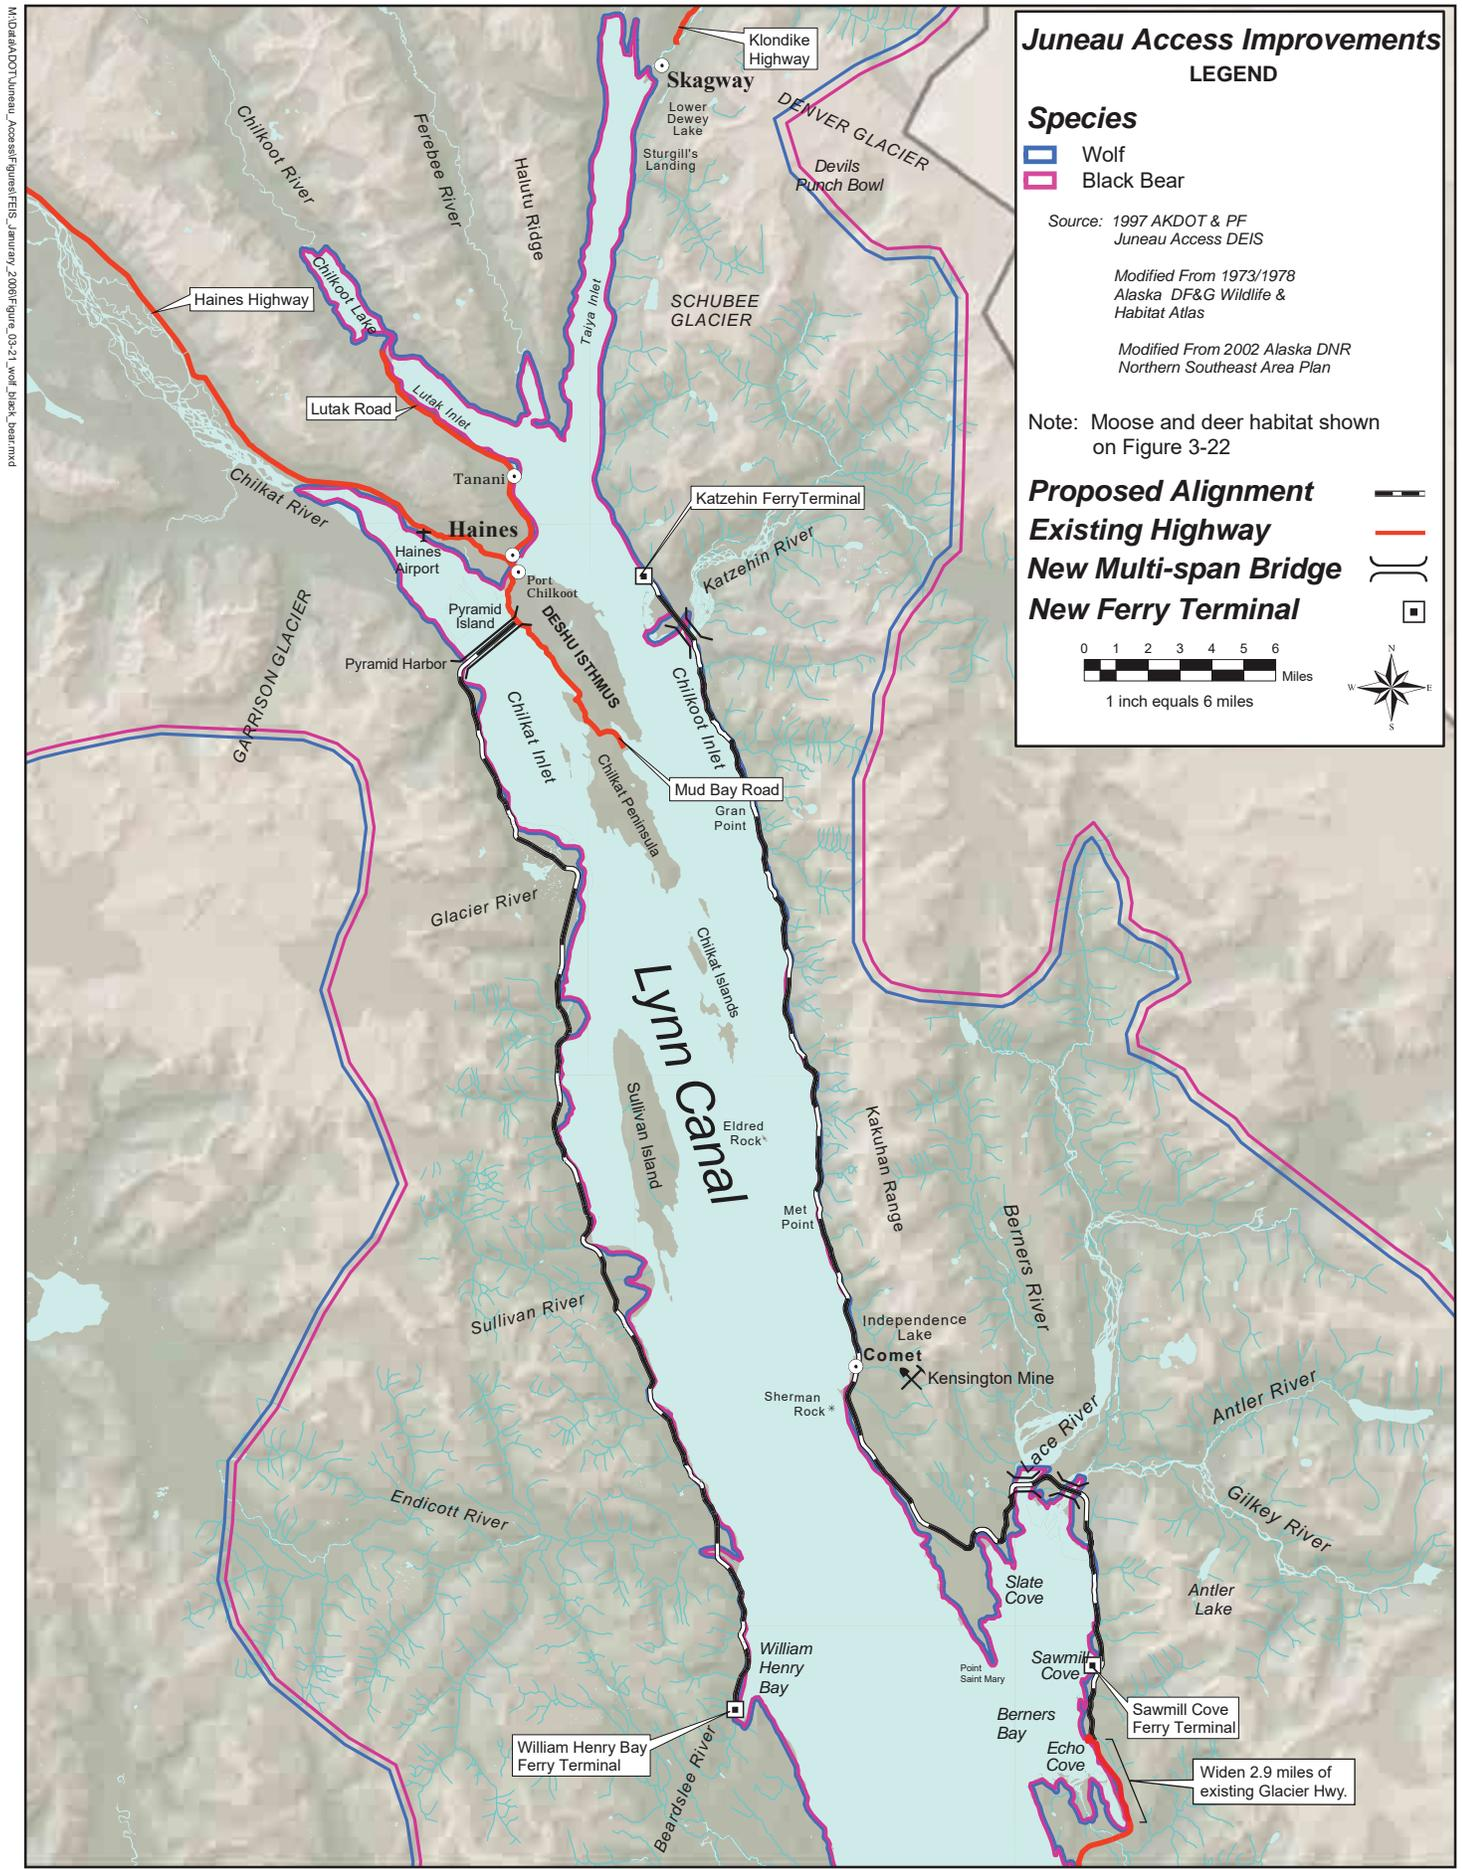 M:\Data\ADOT\Juneau_Access\Figures\FEIS_Janurary_2006\Figure_03-21_wolf_black_bear.mxd
Juneau Access Improvements
LEGEND
Species
Wolf
Black Bear
Source: 1997 AKDOT & PF
Juneau Access DEIS
Modified From 1973/1978
Alaska DF&G Wildlife &
Habitat Atlas
Modified From 2002 Alaska DNR
Northern Southeast Area Plan
Note: Moose and deer habitat shown
on Figure 3-22
Proposed Alignment
Existing Highway
New Multi-span Bridge
New Ferry Terminal
0 1 2 3 4 5 6
Miles
1 inch equals 6 miles
N
W
E
S
Klondike
Highway
Skagway
Lower
Dewey
Lake
Sturgill's
Landing
DENVER GLACIER
Devils
Punch Bowl
Chilkoot River
Ferebee River
Halutu Ridge
Taiya Inlet
SCHUBEE
GLACIER
Haines Highway
Chilkoot Lake
Lutak Road
Lutak Inlet
Tanani
Chilkat River
Haines
Haines
Airport
Katzehin FerryTerminal
Katzehin River
Port
Chilkoot
Pyramid
Island
Pyramid Harbor
DESHU ISTHMUS
GARRISON GLACIER
Chilkat Inlet
Chilkoot Inlet
Mud Bay Road
Chilkat Peninsula
Gran
Point
Glacier River
Chilkat Islands
Lynn Canal
Sullivan Island
Eldred
Rock
Kakuhan Range
Met
Point
Berners River
Sullivan River
Independence
Lake
Comet
Kensington Mine
Sherman
Rock
Lace River
Antler River
Gilkey River
Endicott River
Slate
Cove
Antler
Lake
William
Henry
Bay
Point
Saint Mary
Sawmill
Cove
Sawmill Cove
Ferry Terminal
Berners
Bay
Echo
Cove
William Henry Bay
Ferry Terminal
Beardslee River
Widen 2.9 miles of
existing Glacier Hwy.